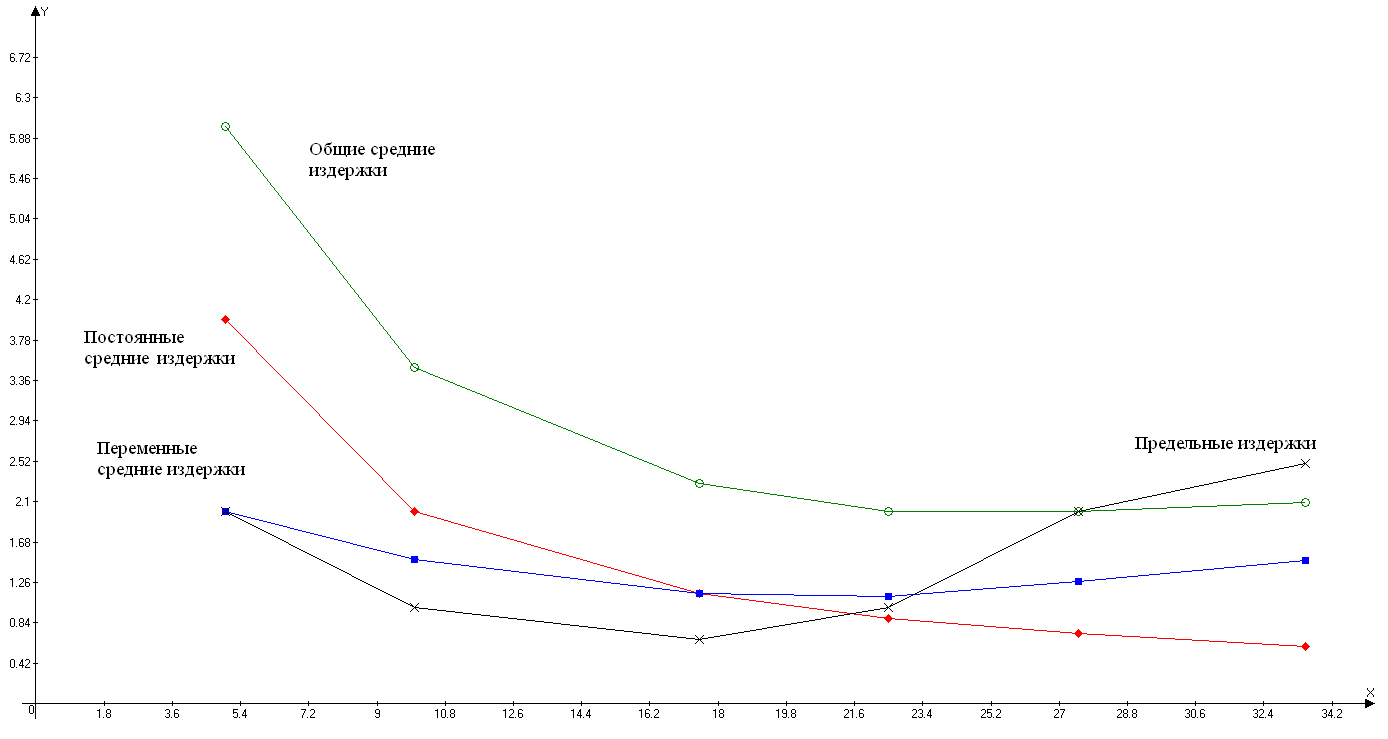 Y
6.72
6.3
5.88
Общие средние
издержки
5.46
5.04
4.62
4.2
Постоянные
средние издержки
3.78
3.36
2.94
Переменные
средние издержки
Предельные издержки
2.52
2.1
1.68
1.26
0.84
0.42
X
0
1.8 3.6 5.4 7.2 9 10.8 12.6 14.4 16.2 18 19.8 21.6 23.4 25.2 27 28.8 30.6 32.4 34.2